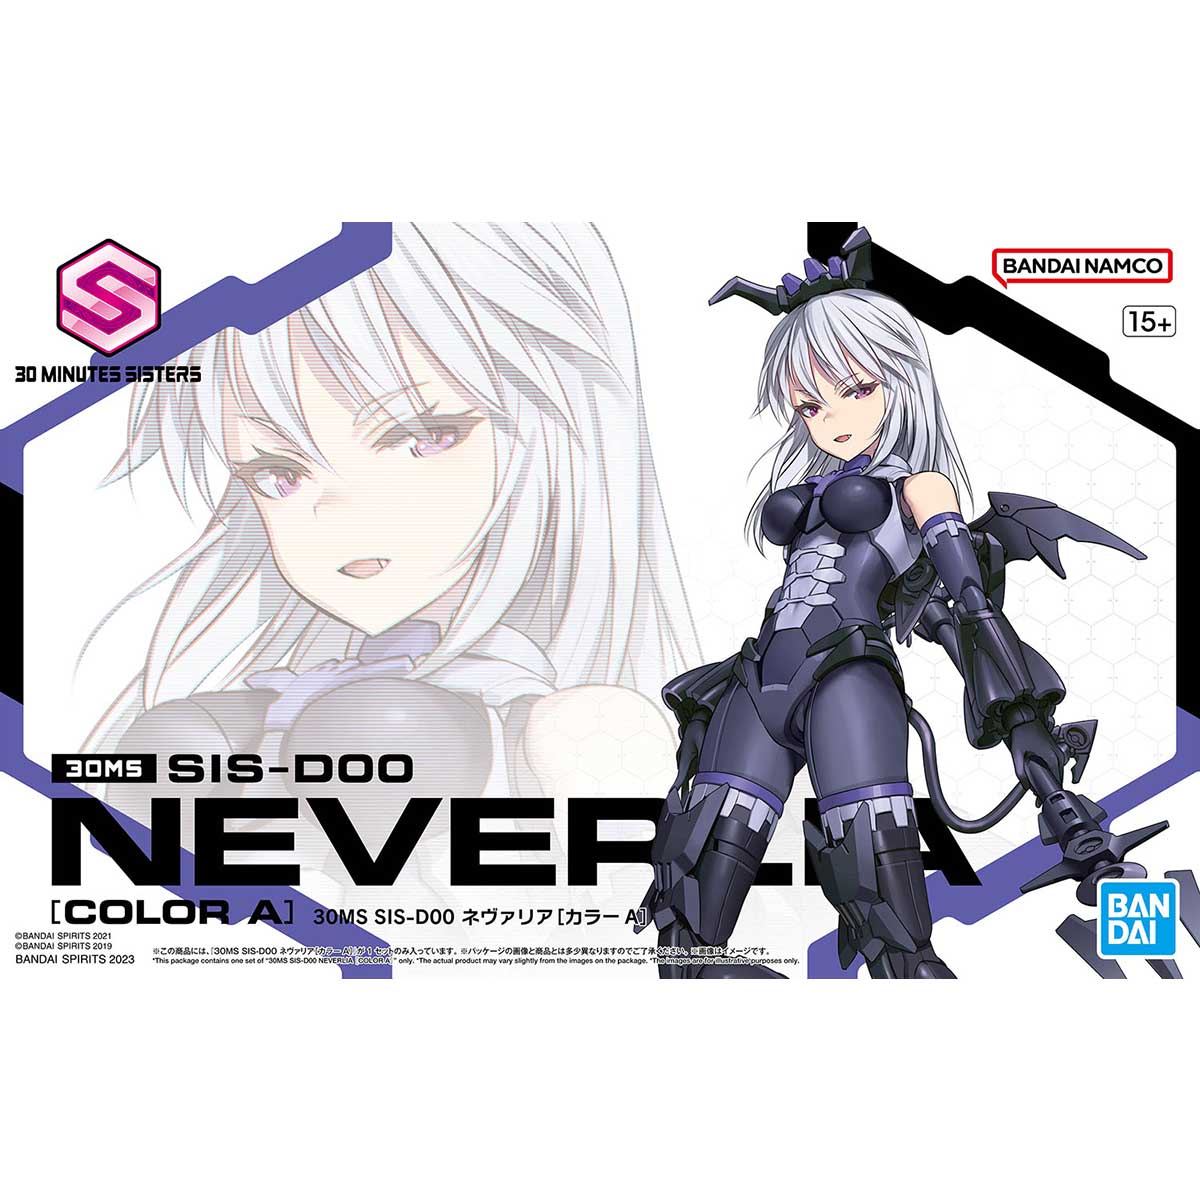 S
30 MINUTES SISTERS
BANDAI NAMCO
15+
30MS SIS-D00
NEVERLIA
[COLOR A] 30MS SIS-D00 ネヴァリア [カラー A]
©BANDAI SPIRITS 2021
©BANDAI SPIRITS 2019
BANDAI SPIRITS 2023
※この商品には、「30MS SIS-D00 ネヴァリア[カラー A]」が1セットのみ入っています。※パッケージの画像と商品とは多少異なりますのでご了承ください。※画像はイメージです。
*This package contains one set of "30MS SIS-D00 NEVERLIA [COLOR A]" only. *The actual product may vary slightly from the images on the package. *The images are for illustrative purposes only.
BAN
DAI